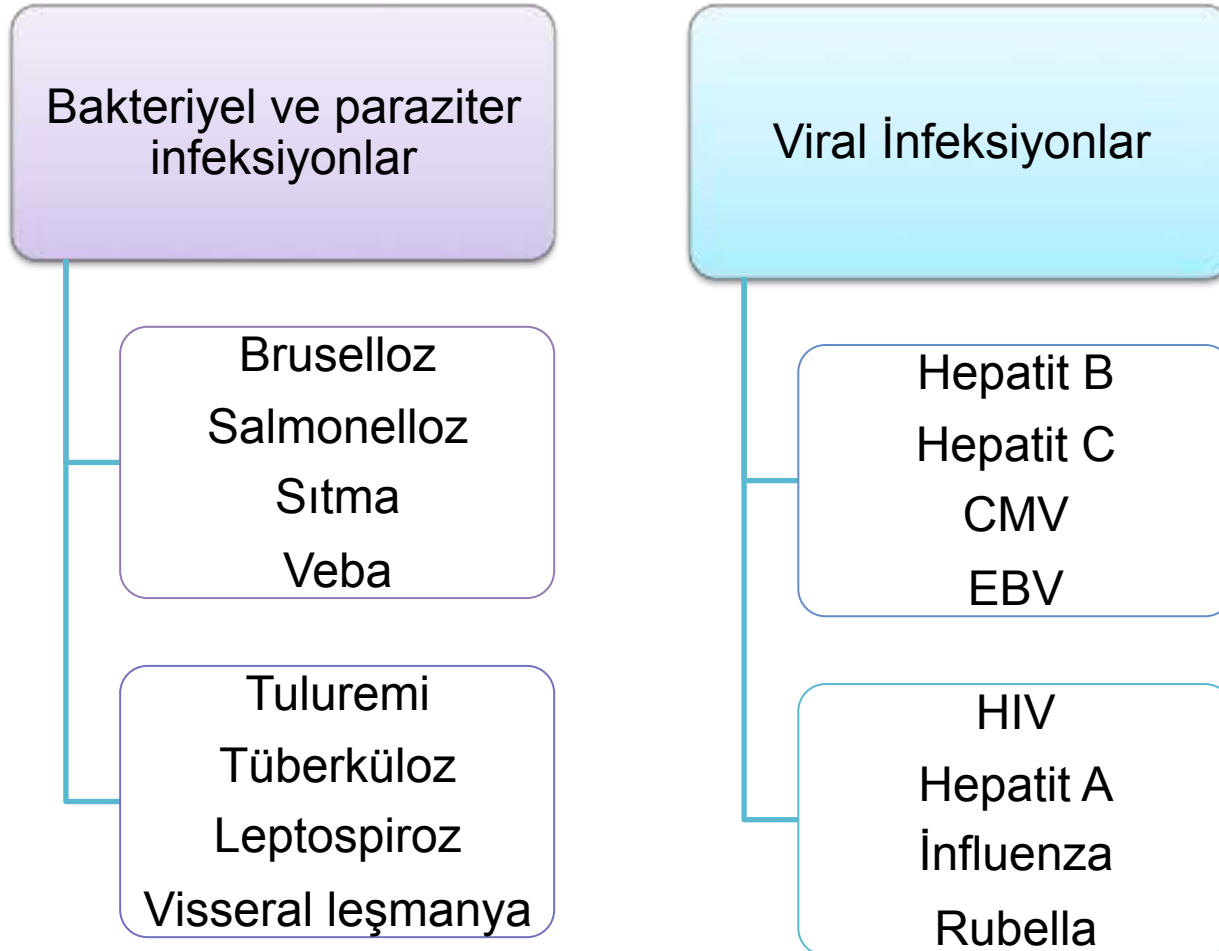 Bakteriyel ve paraziter
infeksiyonlar
Bruselloz
Salmonelloz
Sıtma
Veba
Tuluremi
Tüberküloz
Leptospiroz
Visseral leşmanya
Viral İnfeksiyonlar
Hepatit B
Hepatit C
CMV
EBV
HIV
Hepatit A
İnfluenza
Rubella